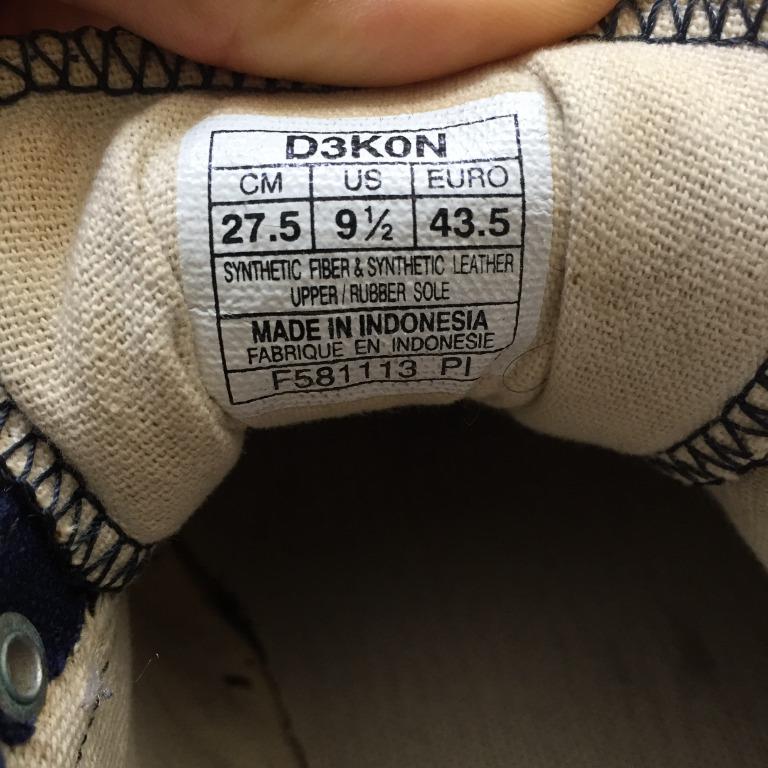 D3K0N
CM US EURO
27.5 9½ 43.5
SYNTHETIC FIBER & SYNTHETIC LEATHER
UPPER / RUBBER SOLE
MADE IN INDONESIA
FABRIQUE EN INDONESIE
F581113 PI